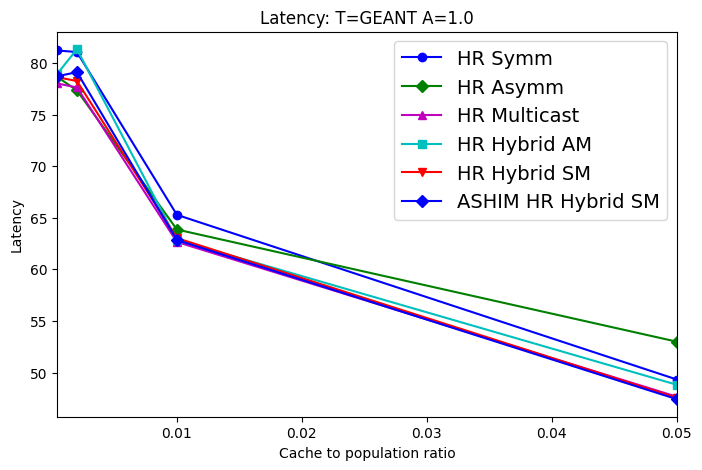 Latency: T=GEANT A=1.0
HR Symm
HR Asymm
HR Multicast
HR Hybrid AM
HR Hybrid SM
ASHIM HR Hybrid SM
Latency
80
75
70
65
60
55
50
0.01 0.02 0.03 0.04 0.05
Cache to population ratio